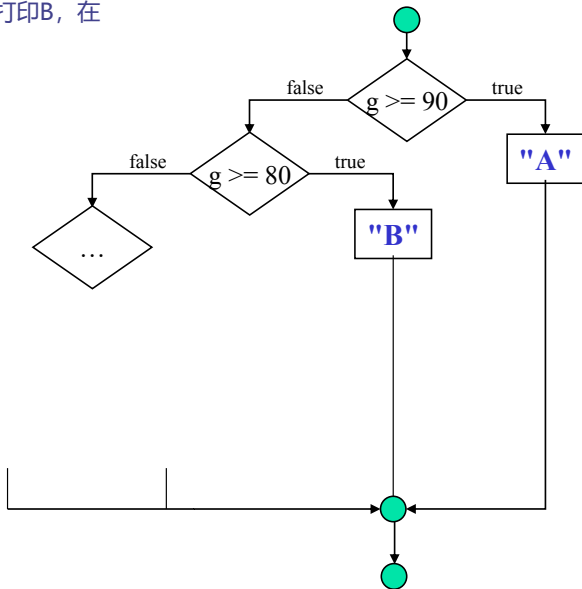 打印B，在
false
g >= 90
true
"A"
false
g >= 80
true
"B"
…